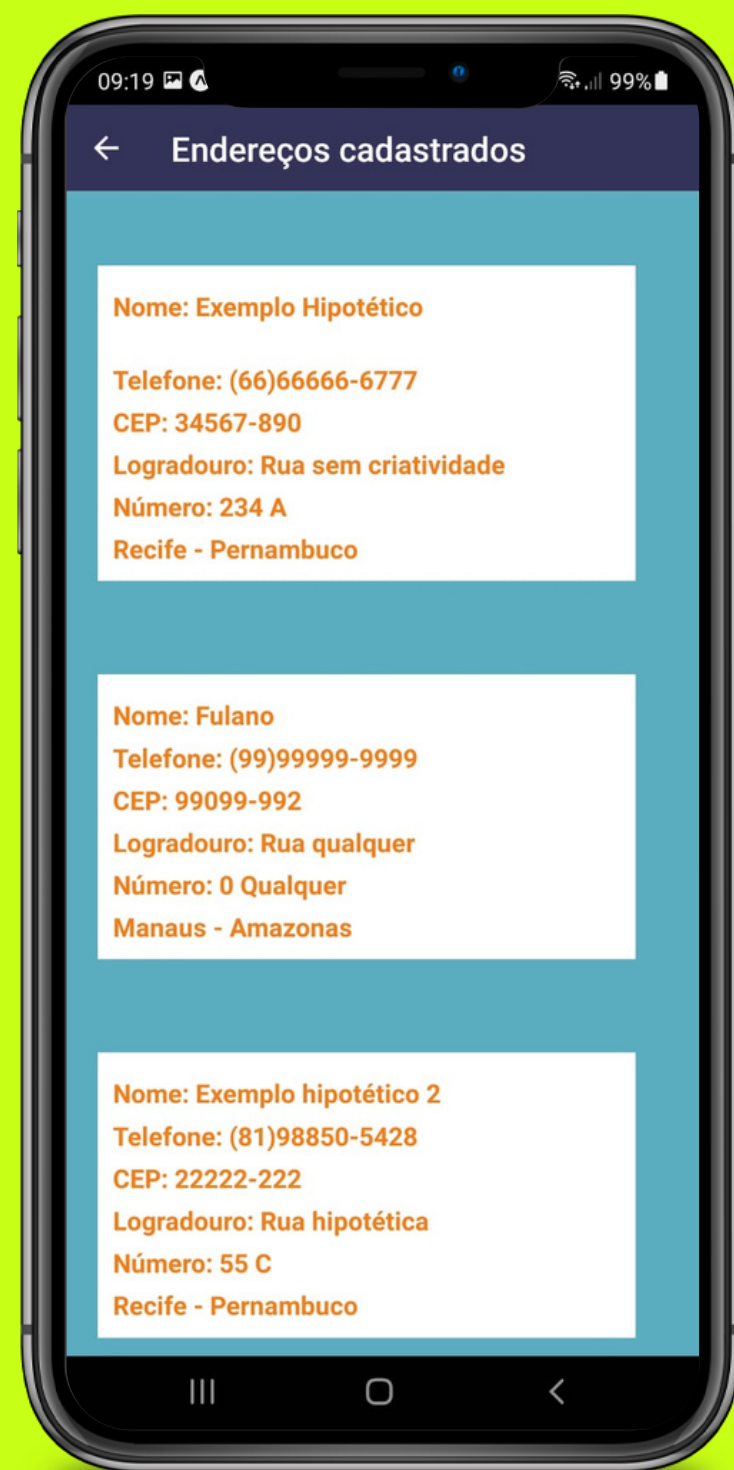 09:19
99%
Endereços cadastrados
Nome: Exemplo Hipotético
Telefone: (66)66666-6777
CEP: 34567-890
Logradouro: Rua sem criatividade
Número: 234 A
Recife - Pernambuco
Nome: Fulano
Telefone: (99)99999-9999
CEP: 99099-992
Logradouro: Rua qualquer
Número: 0 Qualquer
Manaus - Amazonas
Nome: Exemplo hipotético 2
Telefone: (81)98850-5428
CEP: 22222-222
Logradouro: Rua hipotética
Número: 55 C
Recife - Pernambuco